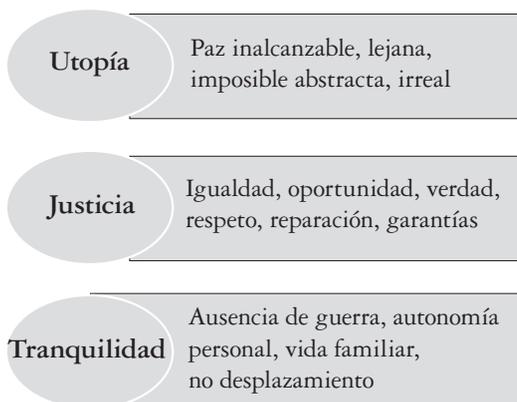 Utopía
Paz inalcanzable, lejana,
imposible abstracta, irreal
Justicia
Igualdad, oportunidad, verdad,
respeto, reparación, garantías
Tranquilidad
Ausencia de guerra, autonomía
personal, vida familiar,
no desplazamiento